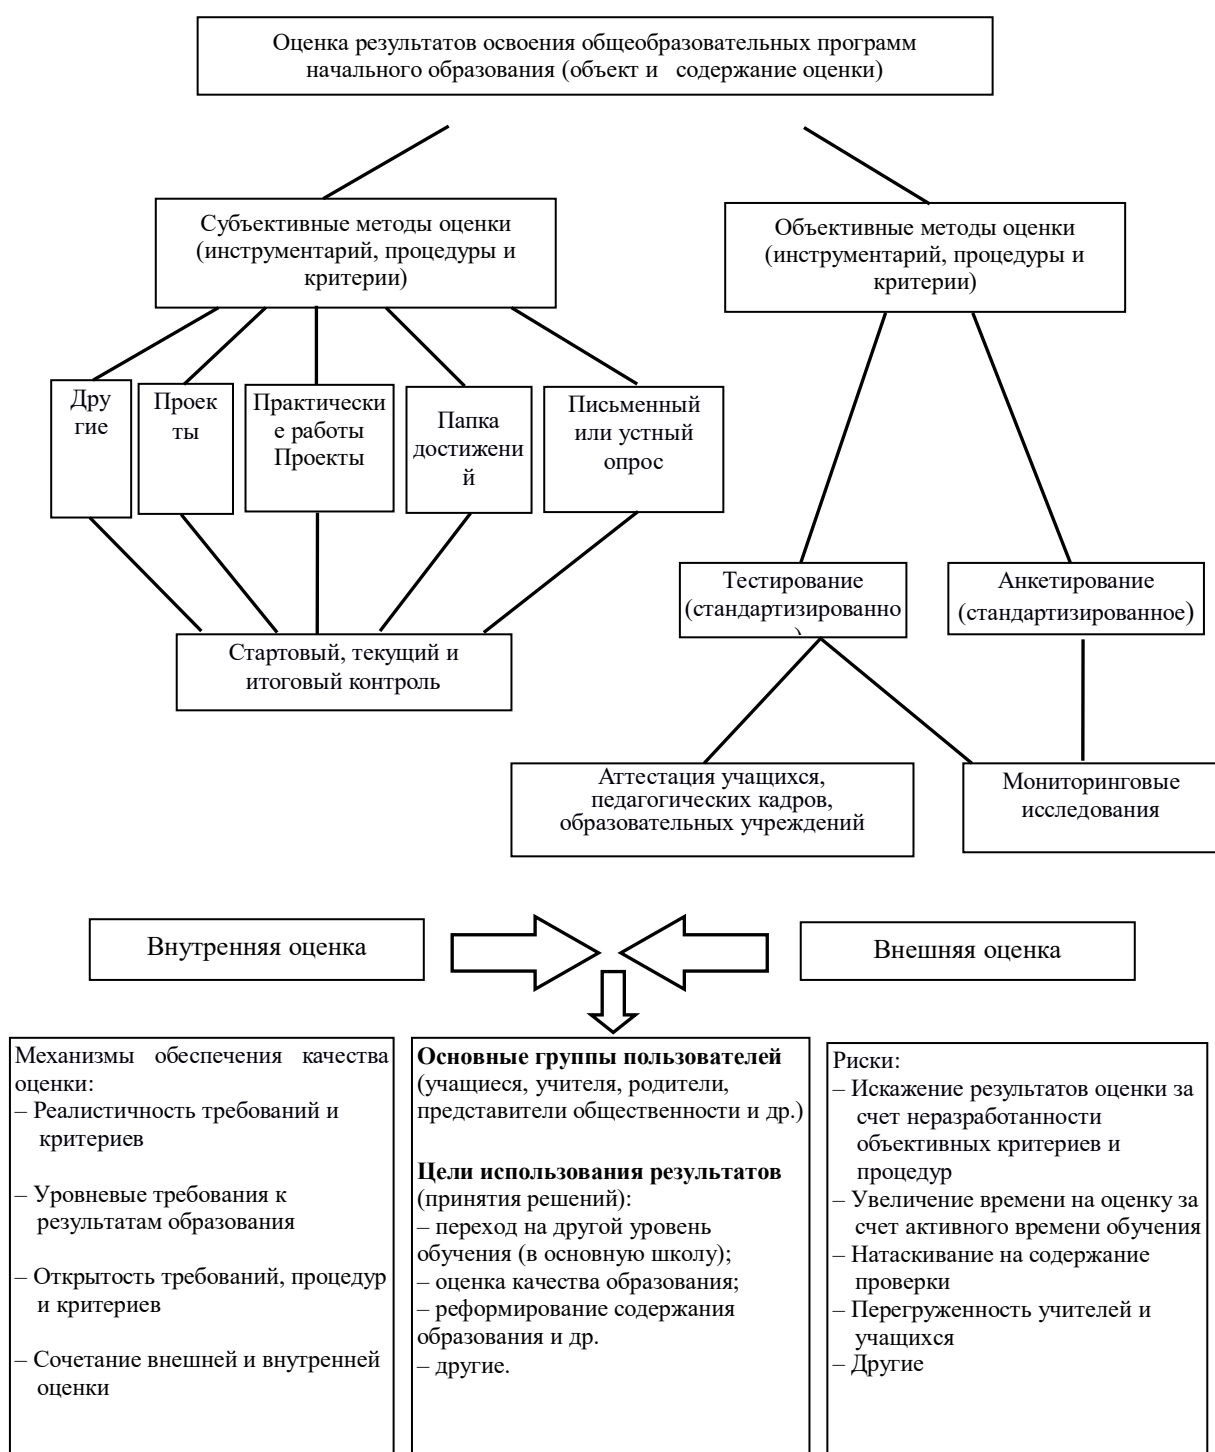 Оценка результатов освоения общеобразовательных программ
начального образования (объект и содержание оценки)
Субъективные методы оценки
(инструментарий, процедуры и
критерии)
Объективные методы оценки
(инструментарий, процедуры и
критерии)
Дру
гие
Проек
ты
Практически
е работы
Проекты
Папка
достижени
й
Письменный
или устный
опрос
Тестирование
(стандартизированно
)
Анкетирование
(стандартизированное)
Стартовый, текущий и
итоговый контроль
Аттестация учащихся,
педагогических кадров,
образовательных учреждений
Мониторинговые
исследования
Внутренняя оценка
Внешняя оценка
Механизмы обеспечения качества
оценки:
– Реалистичность требований и
критериев
– Уровневые требования к
результатам образования
– Открытость требований, процедур
и критериев
– Сочетание внешней и внутренней
оценки
Основные группы пользователей
(учащиеся, учителя, родители,
представители общественности и др.)
Цели использования результатов
(принятия решений):
– переход на другой уровень
обучения (в основную школу);
– оценка качества образования;
– реформирование содержания
образования и др.
– другие.
Риски:
– Искажение результатов оценки за
счет неразработанности
объективных критериев и
процедур
– Увеличение времени на оценку за
счет активного времени обучения
– Натаскивание на содержание
проверки
– Перегруженность учителей и
учащихся
– Другие